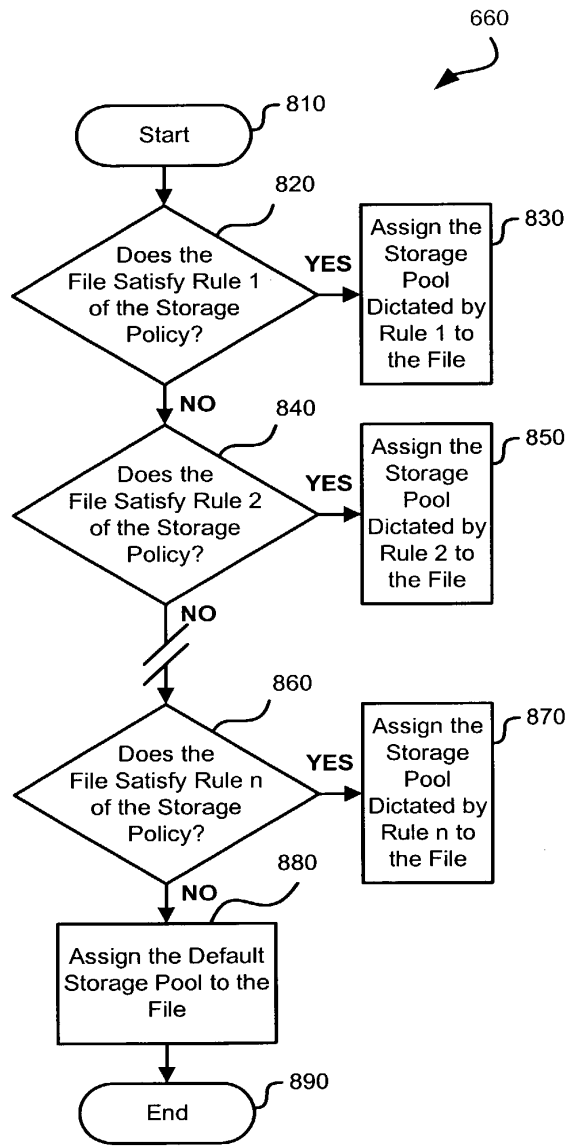 660
Start
810
820
Does the
File Satisfy Rule 1
of the Storage
Policy?
YES
Assign the
Storage
Pool
Dictated by
Rule 1 to
the File
830
NO
840
Does the
File Satisfy Rule 2
of the Storage
Policy?
YES
Assign the
Storage
Pool
Dictated by
Rule 2 to
the File
850
NO
860
Does the
File Satisfy Rule n
of the Storage
Policy?
YES
Assign the
Storage
Pool
Dictated by
Rule n to
the File
870
NO
880
Assign the Default
Storage Pool to the
File
End
890